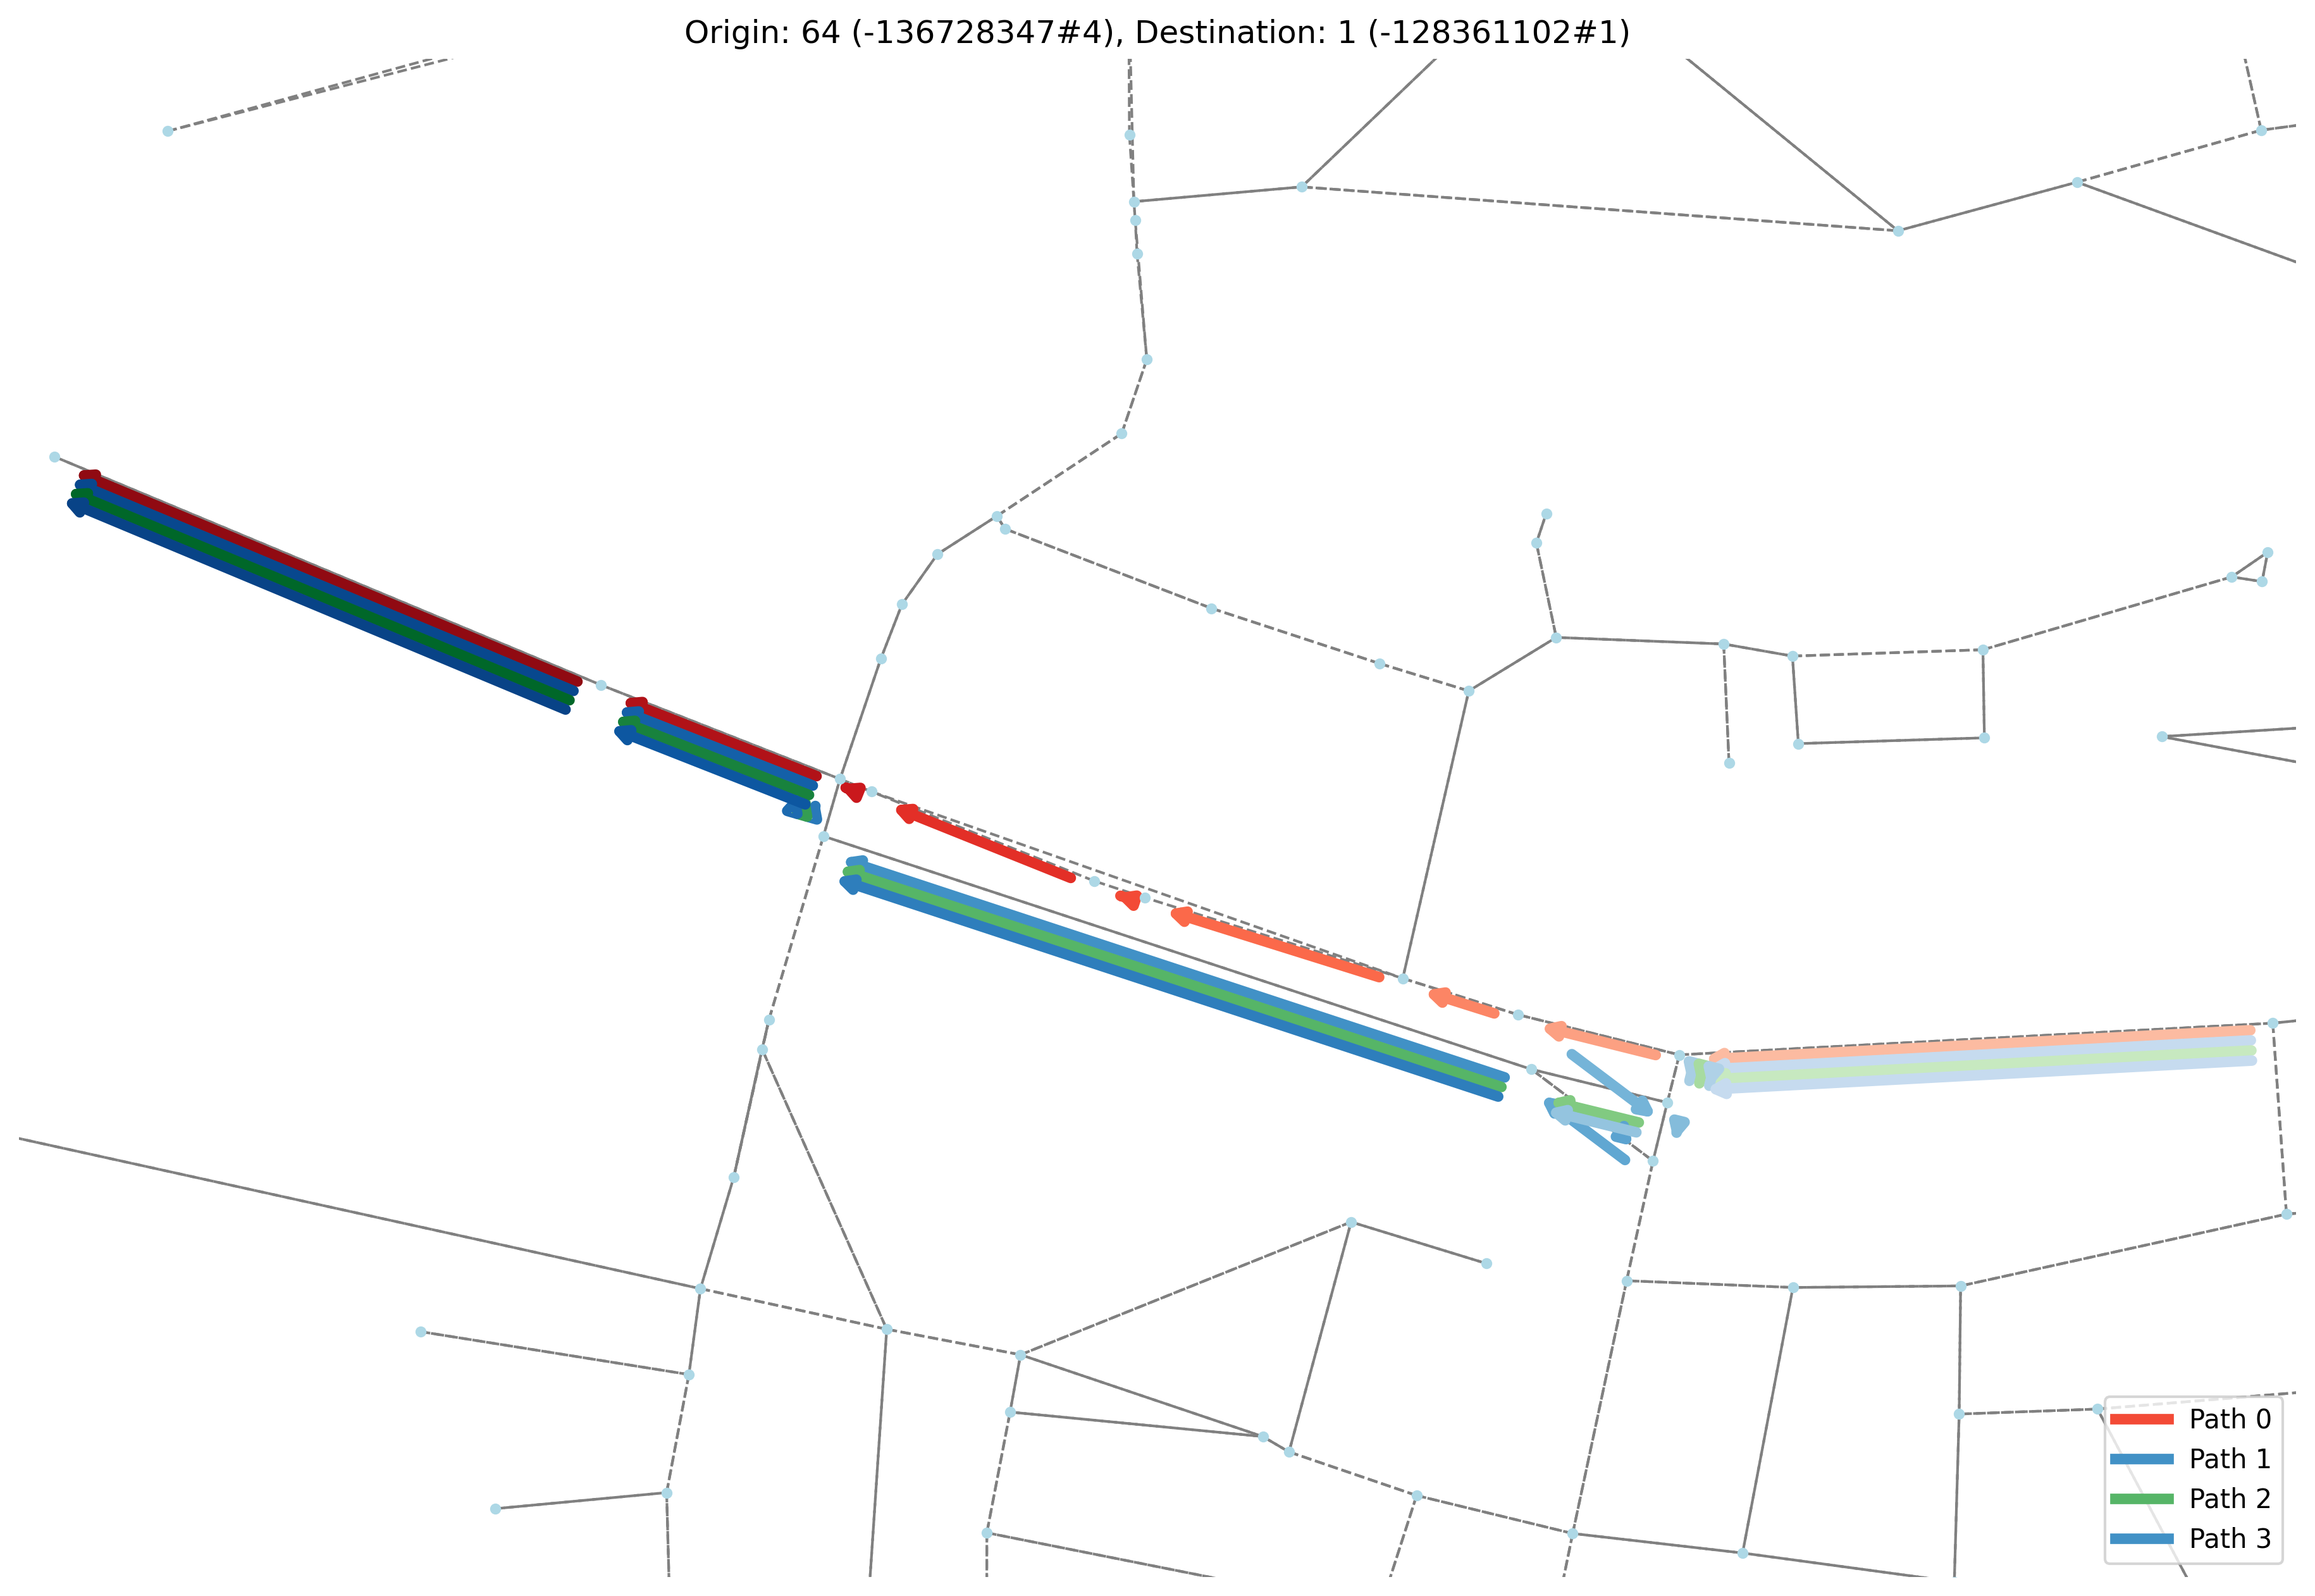 Origin: 64 (-136728347#4), Destination: 1 (-128361102#1)
Path 0
Path 1
Path 2
Path 3